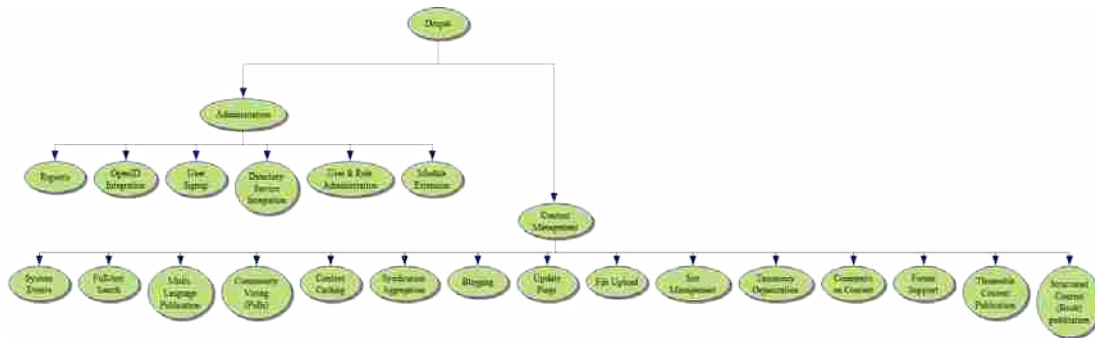 Drupal
Administration
Reports
OpenID
Integration
User
Signup
Directory
Service
Integration
User & Role
Administration
Module
Extension
Content
Management
System
Events
Full-text
Search
Multi-
Language
Publication
Community
Voting
(Polls)
Content
Caching
Syndication
Aggregation
Blogging
Update
Pings
File Upload
Management
Taxonomy
Organization
Comments
on Content
Forum
Support
Themeable
Content
Publication
Structured
Content
(Book)
publication